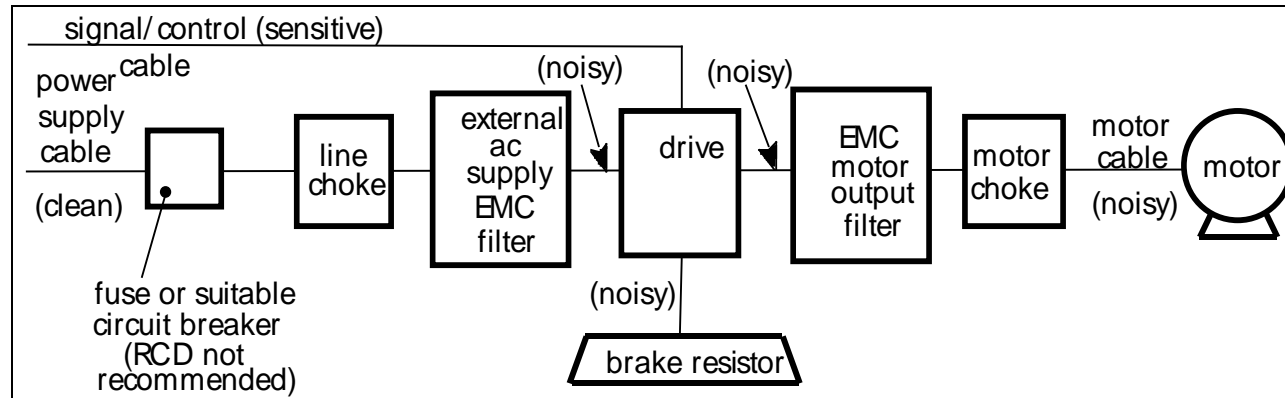 signal/control (sensitive)
cable
power
supply
cable
(clean)
fuse or suitable
circuit breaker
(RCD not
recommended)
line
choke
external
ac
supply
EMC
filter
(noisy)
drive
(noisy)
(noisy)
brake resistor
EMC
motor
output
filter
motor
choke
motor
cable
(noisy)
motor